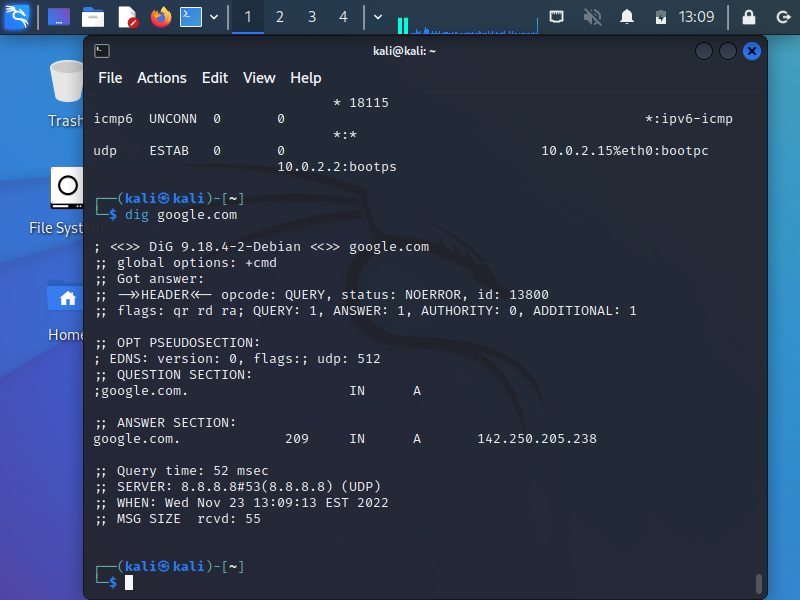 1 2 3 4 13:09
kali@kali: ~
File Actions Edit View Help
Trash
File Syst
Home
* 18115
icmp6 UNCONN 0 0 *:ipv6-icmp
*:*
udp ESTAB 0 0 10.0.2.15%eth0:bootpc
10.0.2.2:bootps
┌──(kali㉿kali)-[~]
└─$ dig google.com
; <<>> DiG 9.18.4-2-Debian <<>> google.com
;; global options: +cmd
;; Got answer:
;; ->>HEADER<<- opcode: QUERY, status: NOERROR, id: 13800
;; flags: qr rd ra; QUERY: 1, ANSWER: 1, AUTHORITY: 0, ADDITIONAL: 1
;; OPT PSEUDOSECTION:
; EDNS: version: 0, flags:; udp: 512
;; QUESTION SECTION:
;google.com. IN A
;; ANSWER SECTION:
google.com. 209 IN A 142.250.205.238
;; Query time: 52 msec
;; SERVER: 8.8.8.8#53(8.8.8.8) (UDP)
;; WHEN: Wed Nov 23 13:09:13 EST 2022
;; MSG SIZE rcvd: 55
┌──(kali㉿kali)-[~]
└─$